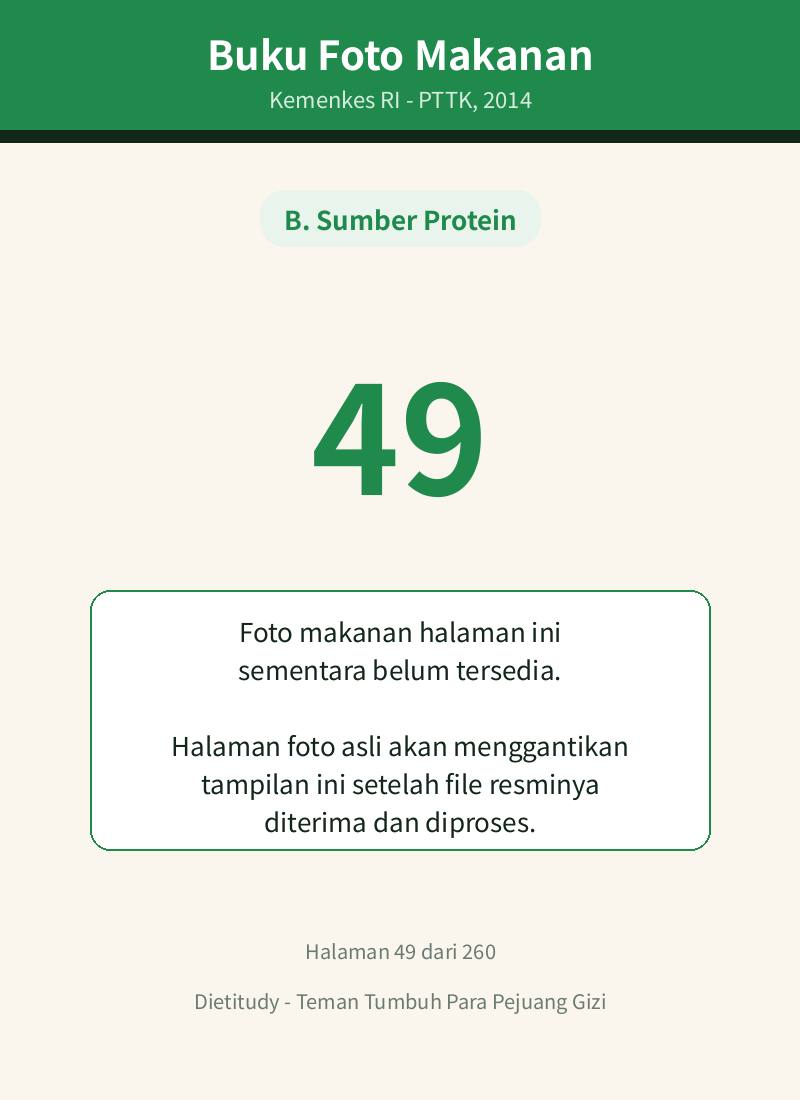 Buku Foto Makanan
Kemenkes RI - PTTK, 2014
B. Sumber Protein
49
Foto makanan halaman ini
sementara belum tersedia.
Halaman foto asli akan menggantikan
tampilan ini setelah file resminya
diterima dan diproses.
Halaman 49 dari 260
Dietitudy - Teman Tumbuh Para Pejuang Gizi